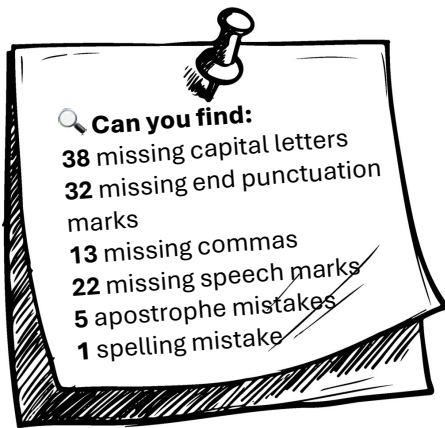 🔍 Can you find:
38 missing capital letters
32 missing end punctuation
marks
13 missing commas
22 missing speech marks
5 apostrophe mistakes
1 spelling mistake